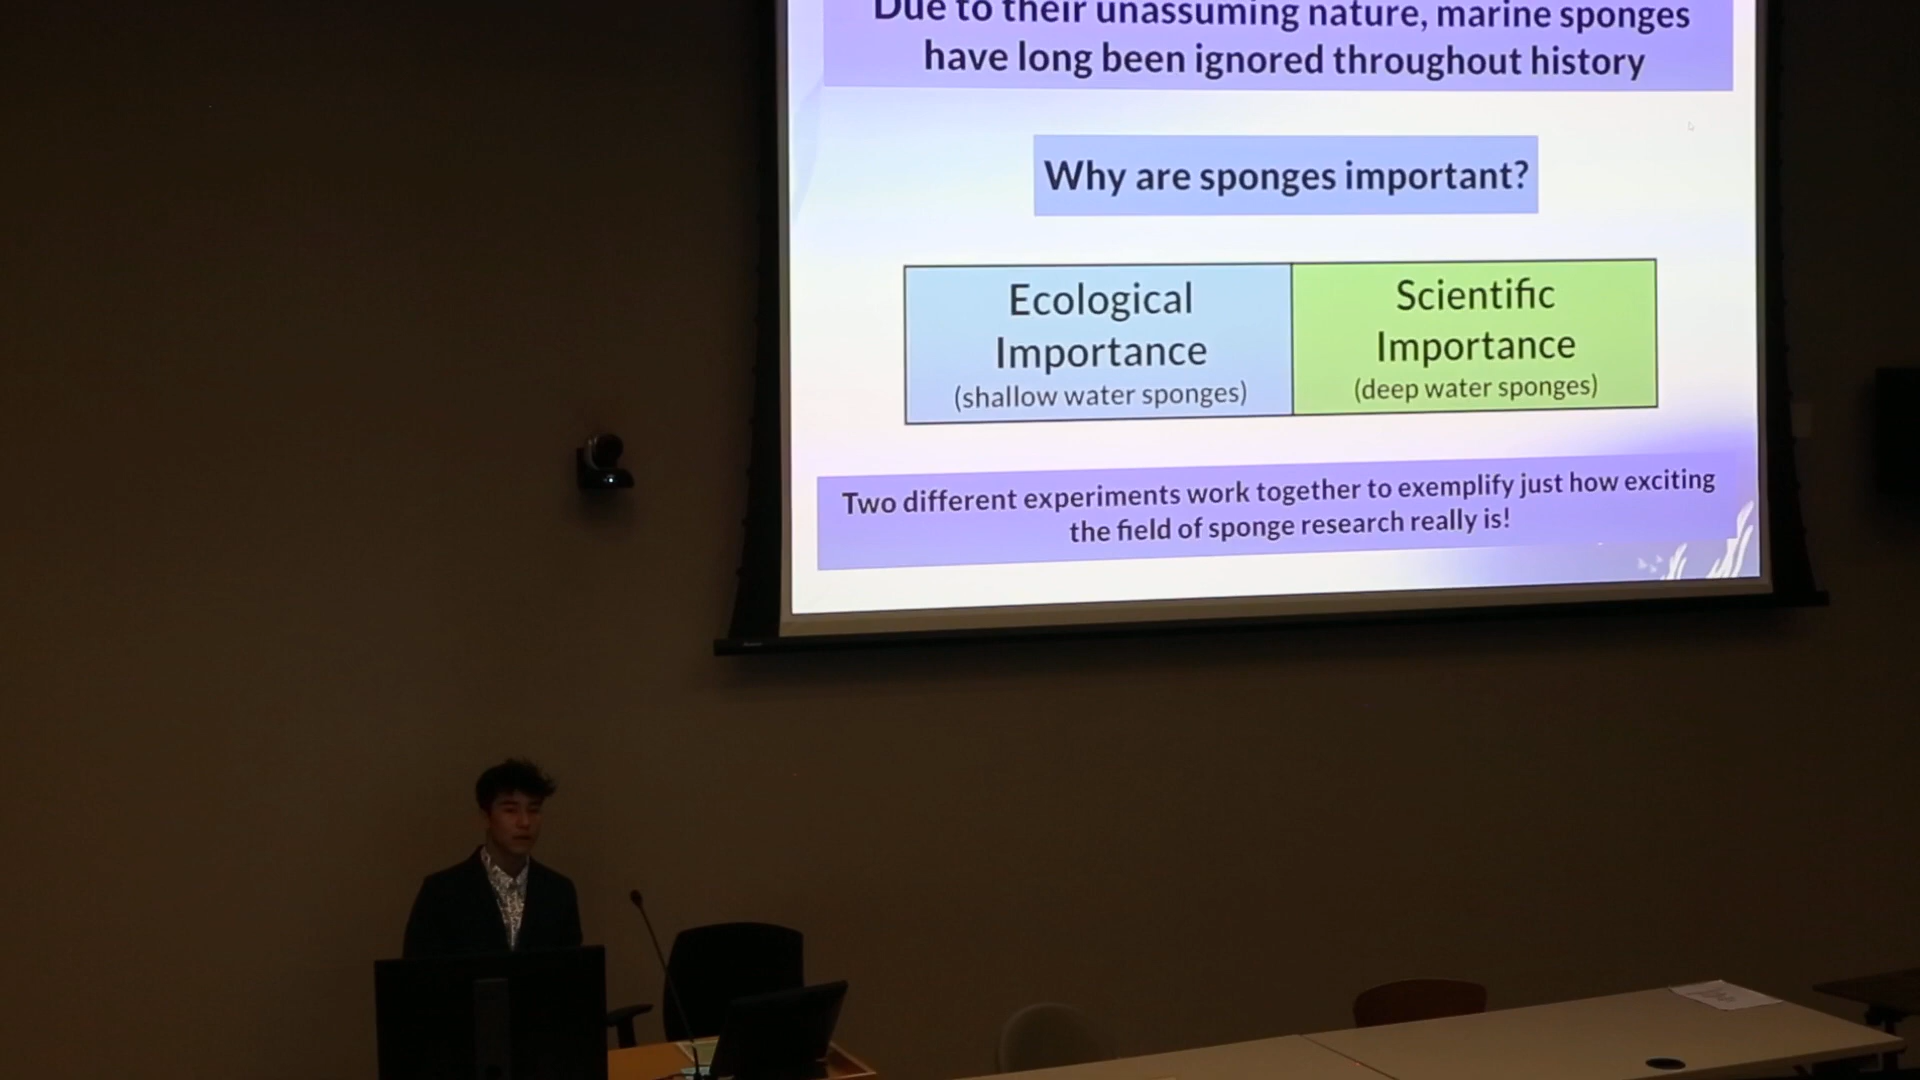 Due to their unassuming nature, marine sponges
have long been ignored throughout history
Why are sponges important?
Ecological
Importance
(shallow water sponges)
Scientific
Importance
(deep water sponges)
Two different experiments work together to exemplify just how exciting
the field of sponge research really is!